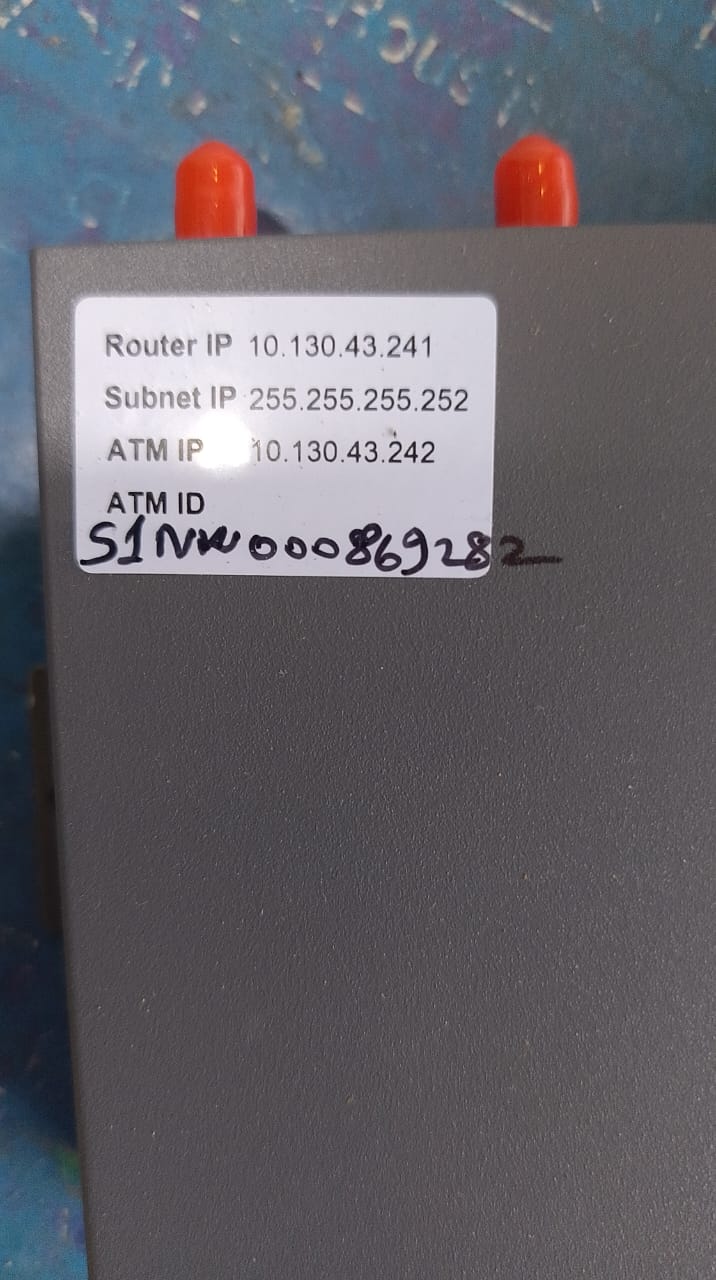 Router IP 10.130.43.241
Subnet IP 255.255.255.252
ATM IP 10.130.43.242
ATM ID
S1NW000869282